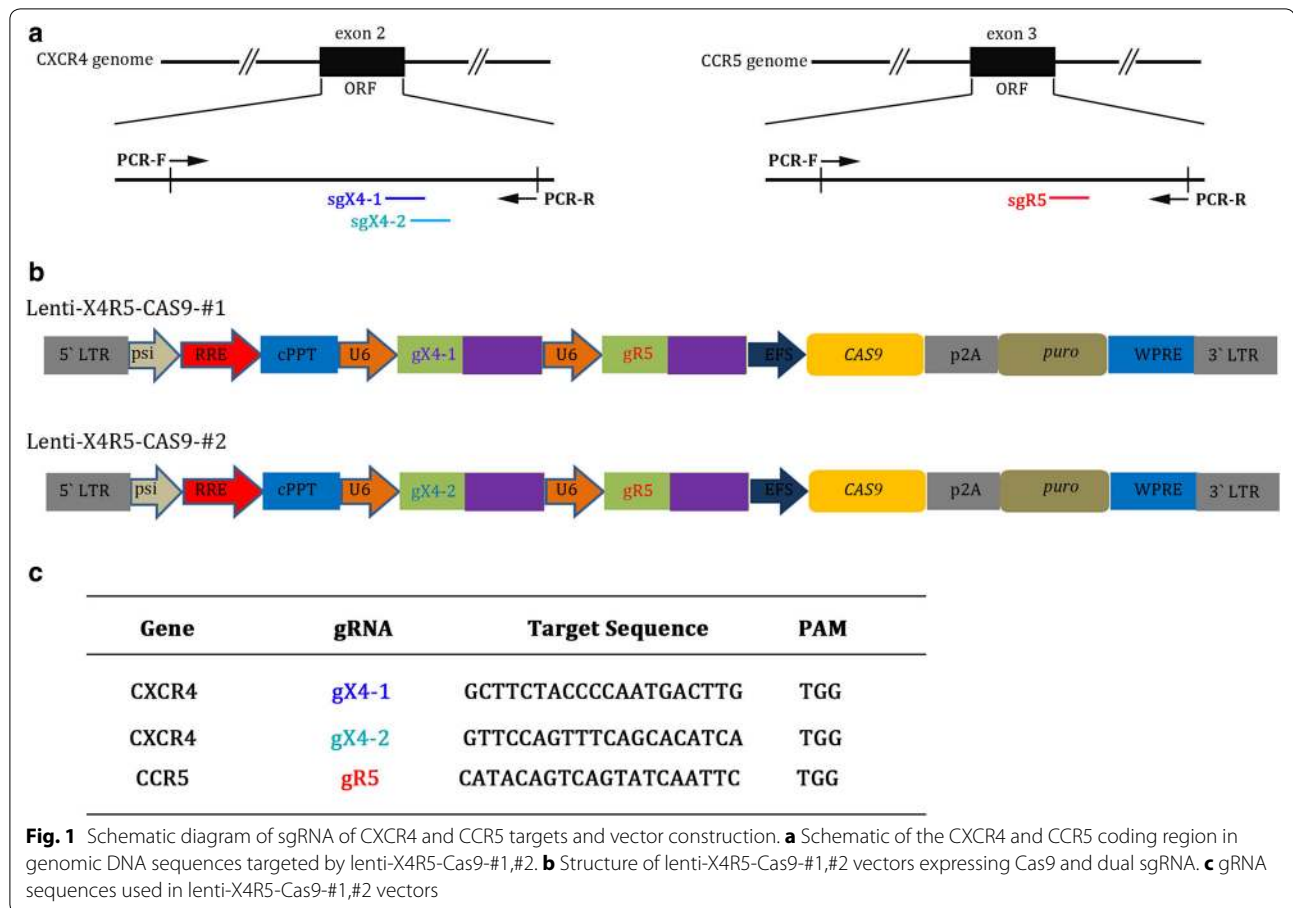 a
exon 2
CXCR4 genome
ORF
PCR-F
PCR-R
sgX4-1
sgX4-2
exon 3
CCR5 genome
ORF
PCR-F
PCR-R
sgR5
b
Lenti-X4R5-CAS9-#1
5` LTR psi RRE cPPT U6 gX4-1 U6 gR5 EFS CAS9 p2A puro WPRE 3` LTR
Lenti-X4R5-CAS9-#2
5` LTR psi RRE cPPT U6 gX4-2 U6 gR5 EFS CAS9 p2A puro WPRE 3` LTR
c
Gene gRNA Target Sequence PAM
CXCR4 gX4-1 GCTTCTACCCCAATGACTTG TGG
CXCR4 gX4-2 GTTCCAGTTTCAGCACATCA TGG
CCR5 gR5 CATACAGTCAGTATCAATTC TGG
Fig. 1 Schematic diagram of sgRNA of CXCR4 and CCR5 targets and vector construction. a Schematic of the CXCR4 and CCR5 coding region in
genomic DNA sequences targeted by lenti-X4R5-Cas9-#1,#2. b Structure of lenti-X4R5-Cas9-#1,#2 vectors expressing Cas9 and dual sgRNA. c gRNA
sequences used in lenti-X4R5-Cas9-#1,#2 vectors